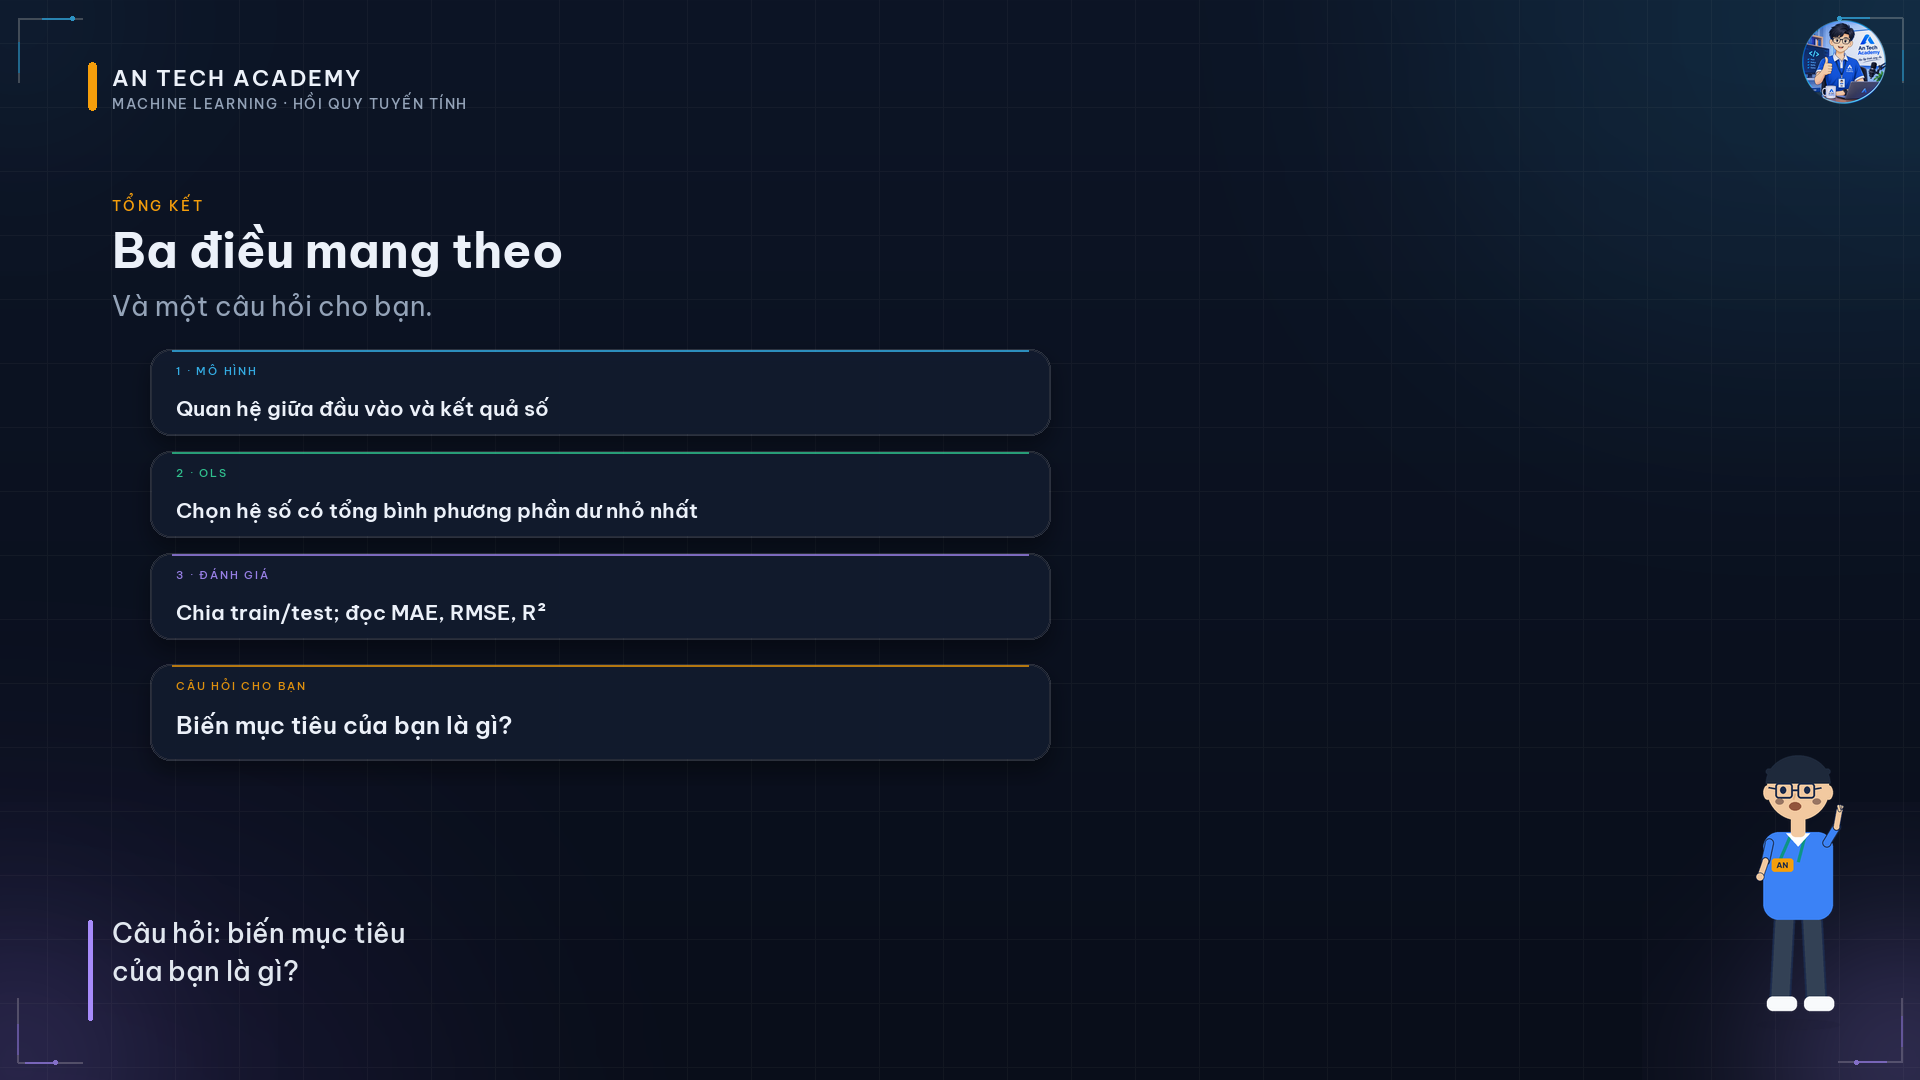 AN TECH ACADEMY
MACHINE LEARNING · HỒI QUY TUYẾN TÍNH
An Tech
Academy
TỔNG KẾT
Ba điều mang theo
Và một câu hỏi cho bạn.
1 · MÔ HÌNH
Quan hệ giữa đầu vào và kết quả số
2 · OLS
Chọn hệ số có tổng bình phương phần dư nhỏ nhất
3 · ĐÁNH GIÁ
Chia train/test; đọc MAE, RMSE, R²
CÂU HỎI CHO BẠN
Biến mục tiêu của bạn là gì?
AN
Câu hỏi: biến mục tiêu
của bạn là gì?